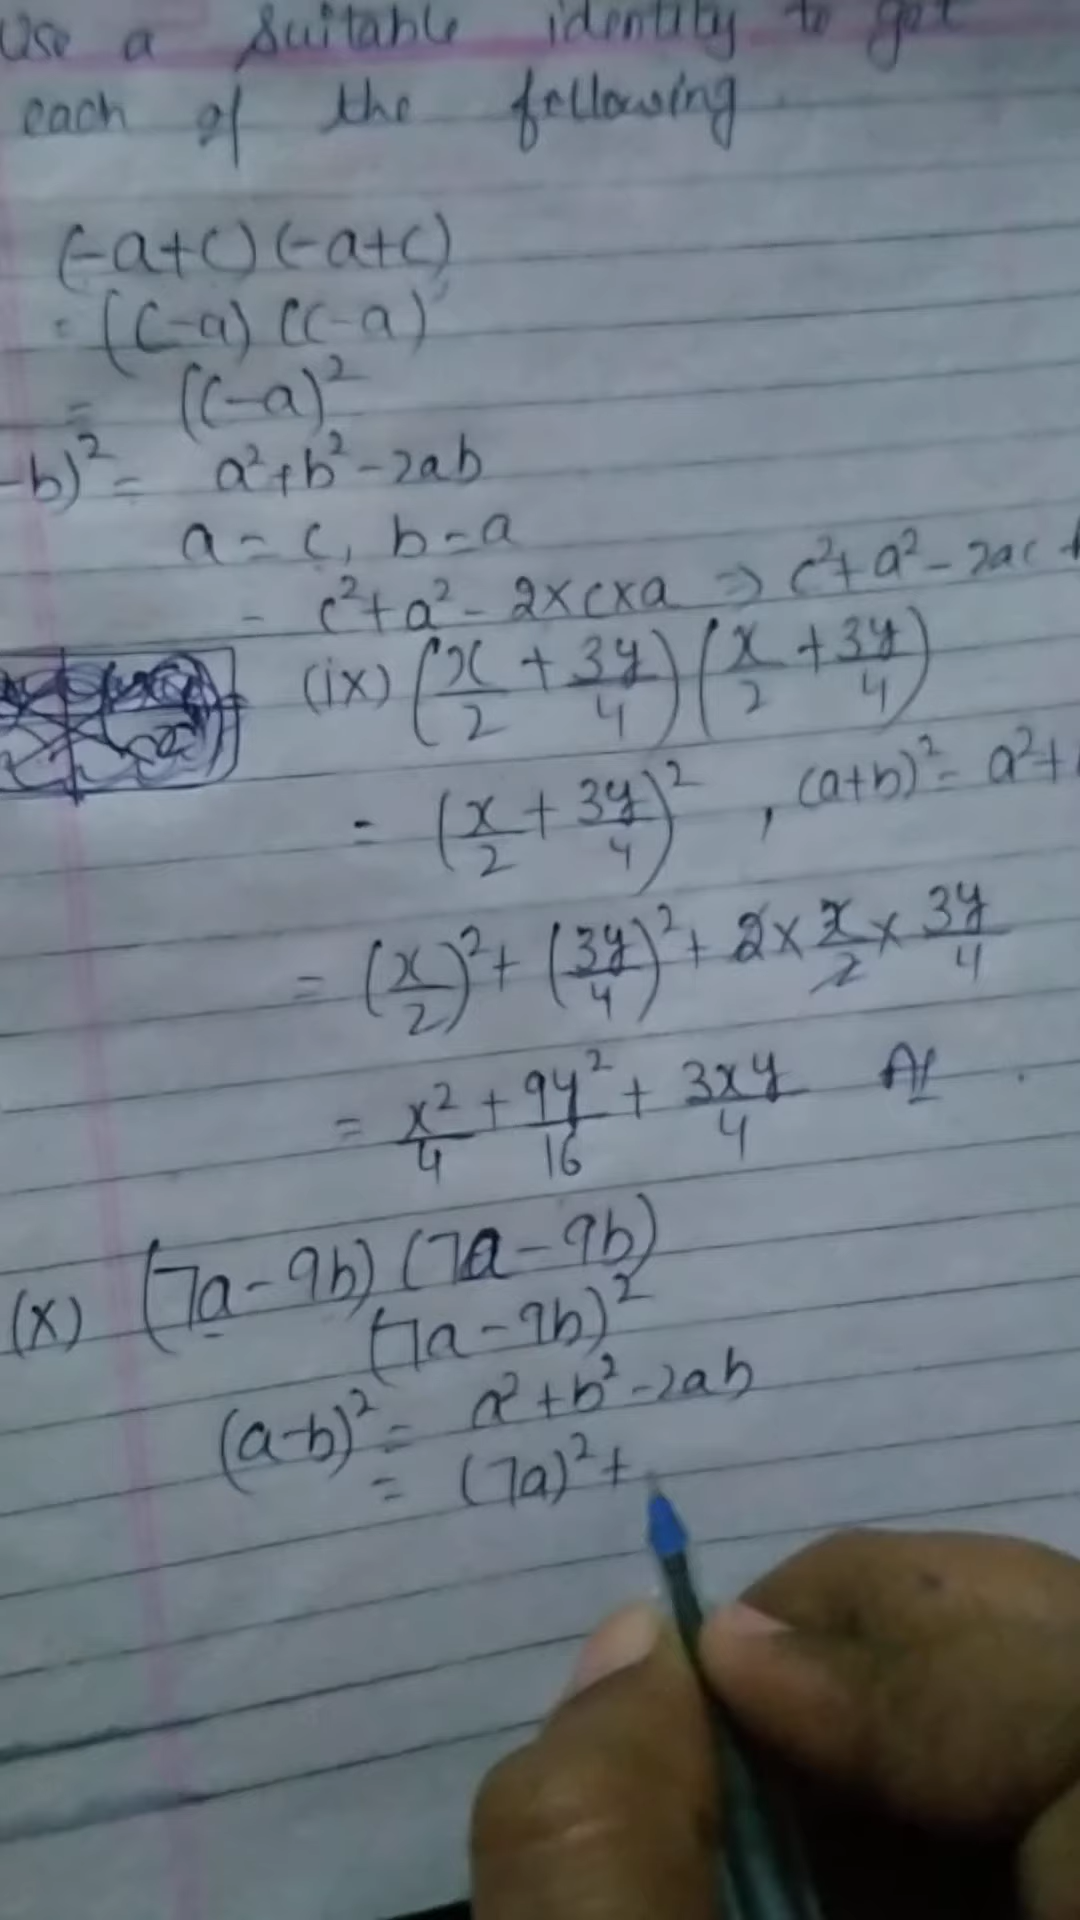 Use a suitable identity to get
each of the following
(-a+c) (-a+c)
= (c-a) (c-a)
= (c-a)²
-b)² = a²+b²-2ab
a = c, b = a
= c²+a²-2×c×a ⇒ c²+a²-2ac
(ix) (x/2 + 3y/4) (x/2 + 3y/4)
= (x/2 + 3y/4)² , (a+b)² = a²+
= (x/2)² + (3y/4)² + 2 × x/2 × 3y/4
= x²/4 + 9y²/16 + 3xy/4
(x) (7a-9b) (7a-9b)
(7a-9b)²
(a-b)² = a²+b²-2ab
= (7a)² +